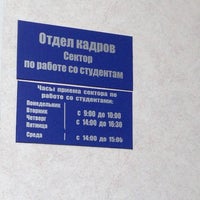 Отдел кадров
Сектор
по работе со студентам
Часы приема сектора по
работе со студентами:
Понедельник
Вторник с 9:00 до 10:00
Четверг с 14:00 до 16:30
Пятница
Среда с 14:00 до 15:00